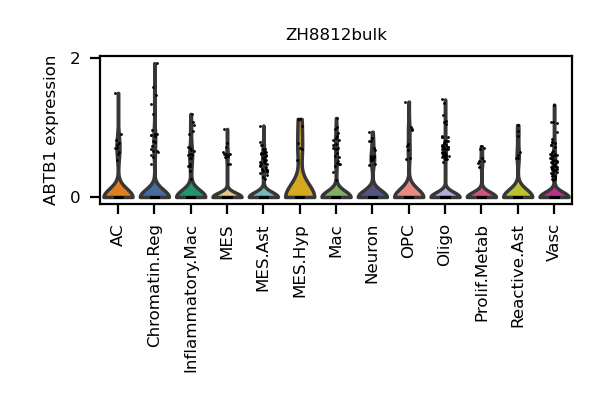 ZH8812bulk
ABTB1 expression
2
0
AC
Chromatin.Reg
Inflammatory.Mac
MES
MES.Ast
MES.Hyp
Mac
Neuron
OPC
Oligo
Prolif.Metab
Reactive.Ast
Vasc